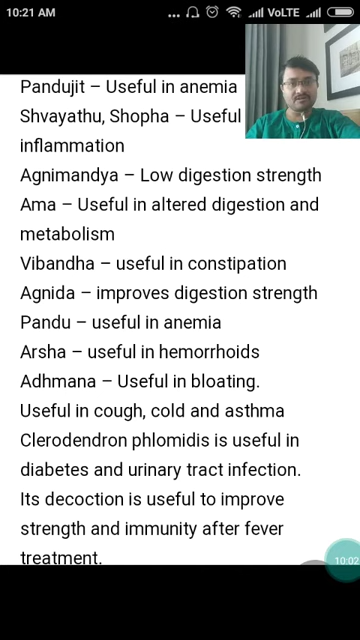 10:21 AM
... VoLTE
Pandujit – Useful in anemia
Shvayathu, Shopha – Useful
inflammation
Agnimandya – Low digestion strength
Ama – Useful in altered digestion and
metabolism
Vibandha – useful in constipation
Agnida – improves digestion strength
Pandu – useful in anemia
Arsha – useful in hemorrhoids
Adhmana – Useful in bloating.
Useful in cough, cold and asthma
Clerodendron phlomidis is useful in
diabetes and urinary tract infection.
Its decoction is useful to improve
strength and immunity after fever
treatment.
10:02